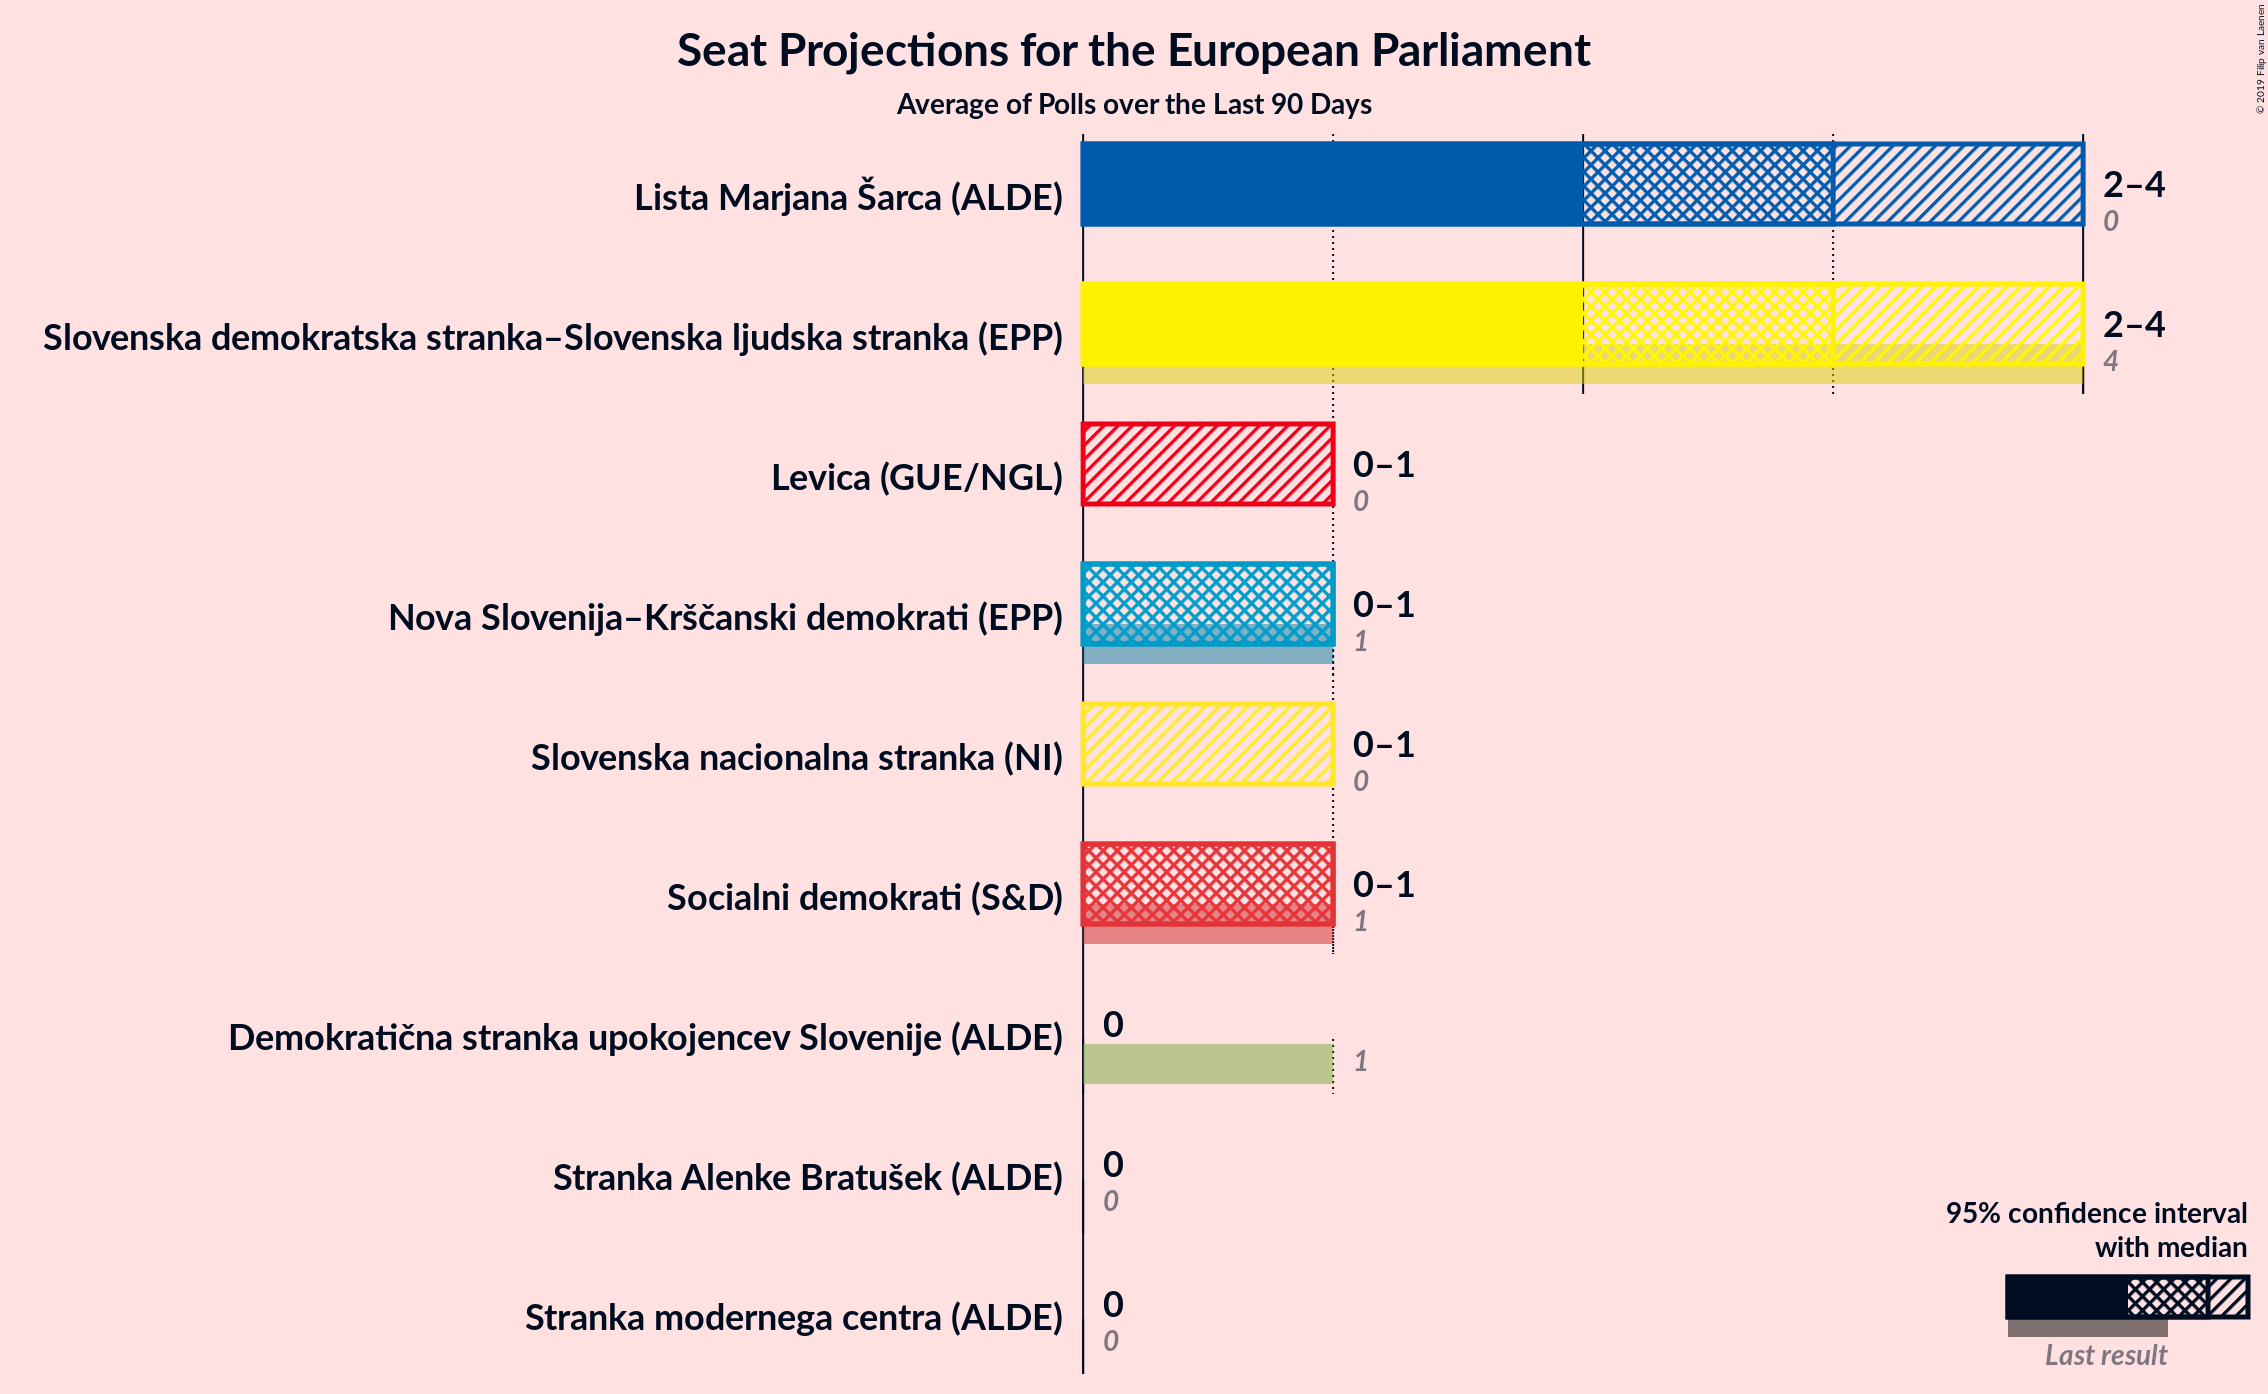 Seat Projections for the European Parliament
Average of Polls over the Last 90 Days
© 2019 Filip van Laenen
Lista Marjana Šarca (ALDE)
2–4
0
Slovenska demokratska stranka–Slovenska ljudska stranka (EPP)
2–4
4
Levica (GUE/NGL)
0–1
0
Nova Slovenija–Krščanski demokrati (EPP)
0–1
1
Slovenska nacionalna stranka (NI)
0–1
0
Socialni demokrati (S&D)
0–1
1
Demokratična stranka upokojencev Slovenije (ALDE)
0
1
Stranka Alenke Bratušek (ALDE)
0
0
Stranka modernega centra (ALDE)
0
0
95% confidence interval
with median
Last result